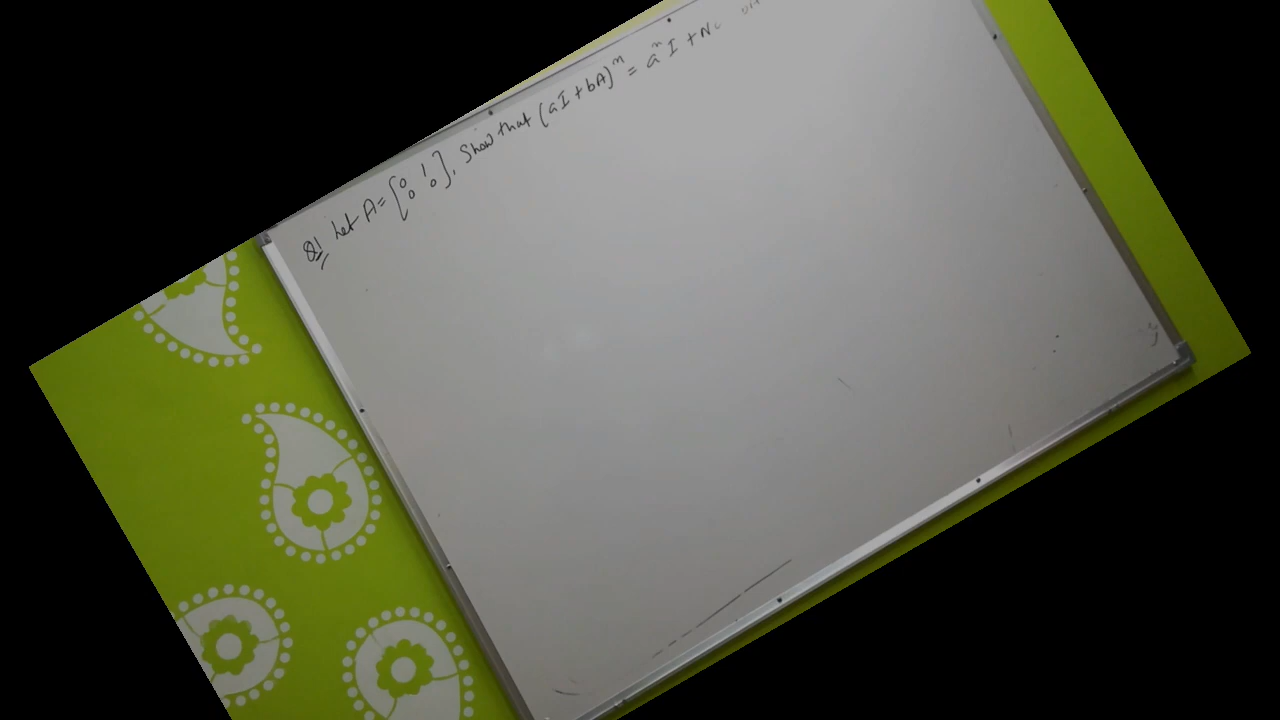 Q1 Let A = [0 1 0 0], Show that (aI + bA)^n = a^n I + n